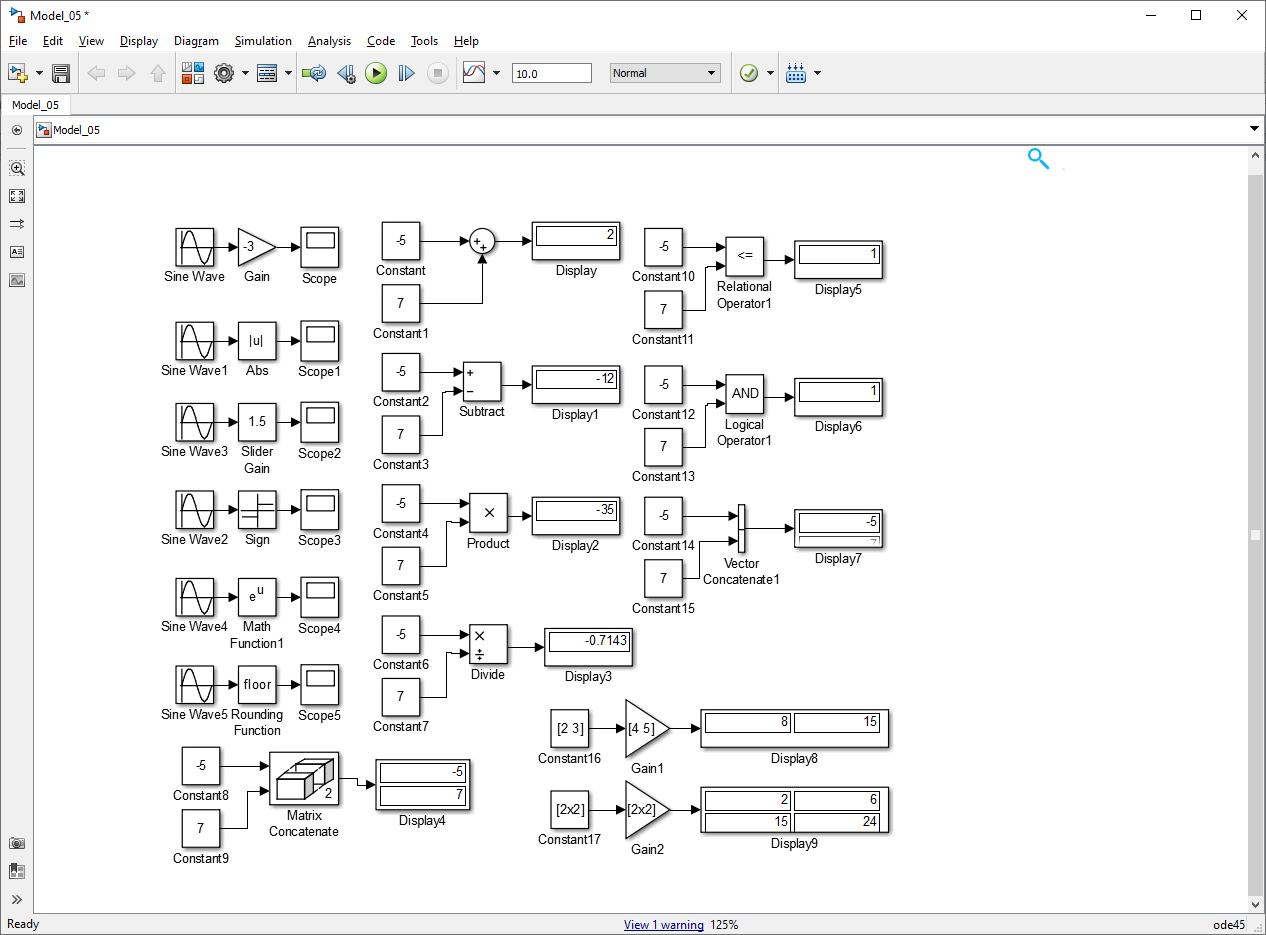 Model_05 *
File Edit View Display Diagram Simulation Analysis Code Tools Help
10.0 Normal
Model_05
Model_05
-3
Sine Wave Gain Scope
|u|
Sine Wave1 Abs Scope1
1.5
Sine Wave3 Slider Gain Scope2
Sine Wave2 Sign Scope3
e^u
Sine Wave4 Math Function1 Scope4
floor
Sine Wave5 Rounding Function Scope5
-5
Constant8
7
Constant9
2
Matrix Concatenate
-5
7
Display4
-5
Constant
7
Constant1
+
+
2
Display
-5
Constant2
7
Constant3
+
−
Subtract
-12
Display1
-5
Constant4
7
Constant5
×
Product
-35
Display2
-5
Constant6
7
Constant7
×
÷
Divide
-0.7143
Display3
-5
Constant10
7
Constant11
<=
Relational
Operator1
1
Display5
-5
Constant12
7
Constant13
AND
Logical
Operator1
1
Display6
-5
Constant14
7
Constant15
Vector
Concatenate1
-5
7
Display7
[2 3]
Constant16
[4 5]
Gain1
8 15
Display8
[2x2]
Constant17
[2x2]
Gain2
2 6
15 24
Display9
Ready View 1 warning 125% ode45